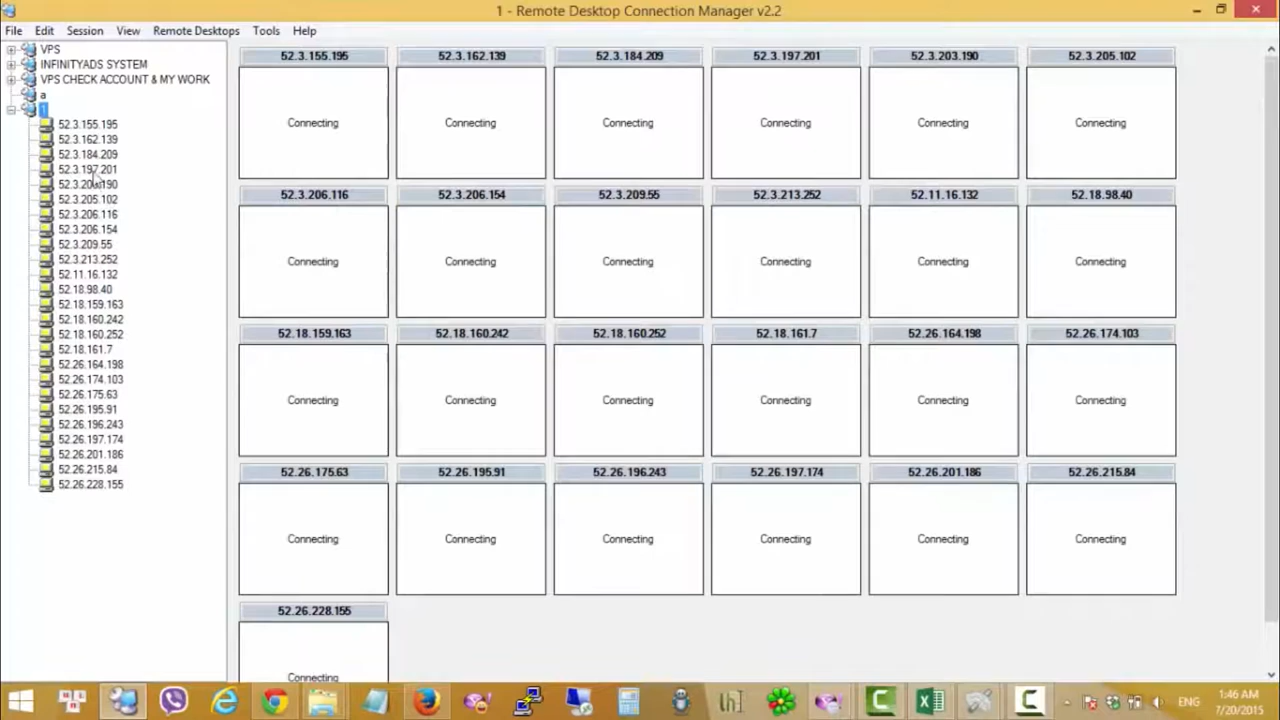 1 - Remote Desktop Connection Manager v2.2
File Edit Session View Remote Desktops Tools Help
VPS
INFINITYADS SYSTEM
VPS CHECK ACCOUNT & MY WORK
a
1
52.3.155.195
52.3.162.139
52.3.184.209
52.3.197.201
52.3.203.190
52.3.205.102
52.3.206.116
52.3.206.154
52.3.209.55
52.3.213.252
52.11.16.132
52.18.98.40
52.18.159.163
52.18.160.242
52.18.160.252
52.18.161.7
52.26.164.198
52.26.174.103
52.26.175.63
52.26.195.91
52.26.196.243
52.26.197.174
52.26.201.186
52.26.215.84
52.26.228.155
52.3.155.195 52.3.162.139 52.3.184.209 52.3.197.201 52.3.203.190 52.3.205.102
Connecting Connecting Connecting Connecting Connecting Connecting
52.3.206.116 52.3.206.154 52.3.209.55 52.3.213.252 52.11.16.132 52.18.98.40
Connecting Connecting Connecting Connecting Connecting Connecting
52.18.159.163 52.18.160.242 52.18.160.252 52.18.161.7 52.26.164.198 52.26.174.103
Connecting Connecting Connecting Connecting Connecting Connecting
52.26.175.63 52.26.195.91 52.26.196.243 52.26.197.174 52.26.201.186 52.26.215.84
Connecting Connecting Connecting Connecting Connecting Connecting
52.26.228.155
Connecting
ENG
1:46 AM
7/20/2015